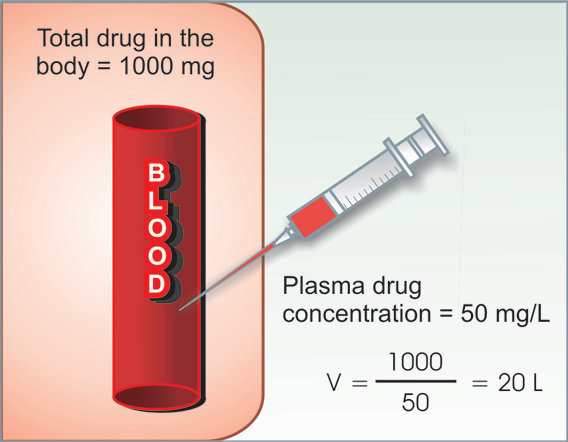 Total drug in the
body = 1000 mg
B
L
O
O
D
Plasma drug
concentration = 50 mg/L
V = 1000 / 50 = 20 L